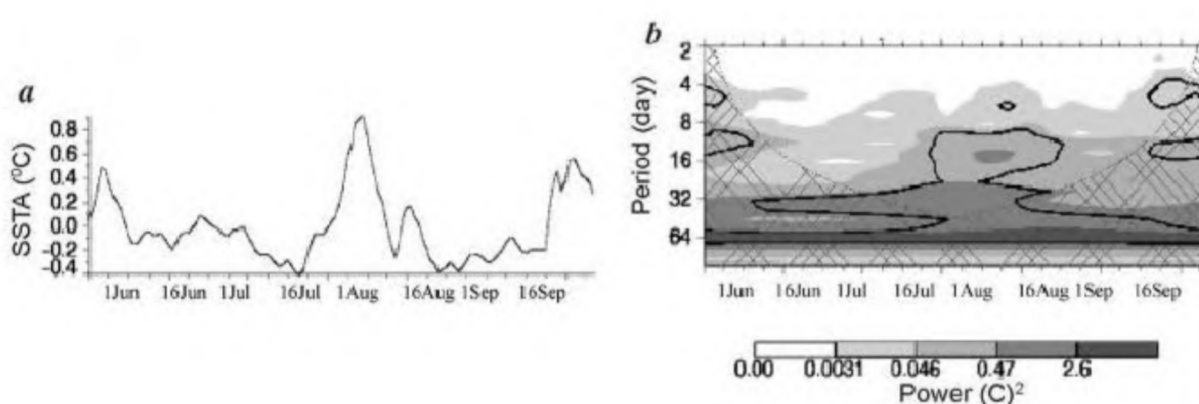 a
SSTA (⁰C)
0.8
0.6
0.4
0.2
0.0
-0.2
-0.4
1Jun 16Jun 1Jul 16Jul 1Aug 16Aug 1Sep 16Sep
b
Period (day)
2
4
8
16
32
64
1Jun 16Jun 1Jul 16Jul 1Aug 16Aug 1Sep 16Sep
0.00 0.0031 0.046 0.47 2.6
Power (C)²